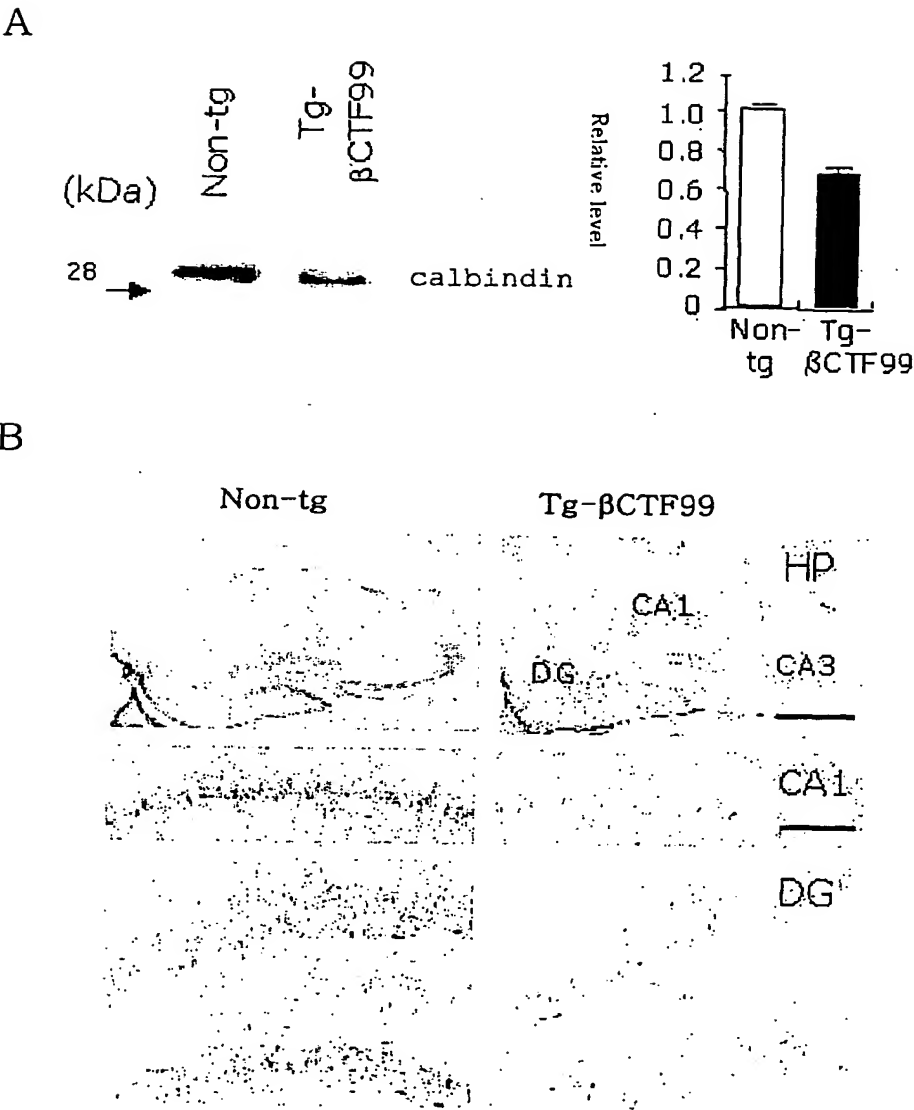 A
(kDa)
Non-tg
Tg-
βCTF99
28
calbindin
Relative level
1.2
1.0
0.8
0.6
0.4
0.2
0
Non-
tg
Tg-
βCTF99
B
Non-tg
Tg-βCTF99
HP
CA1
DG
CA3
CA1
DG